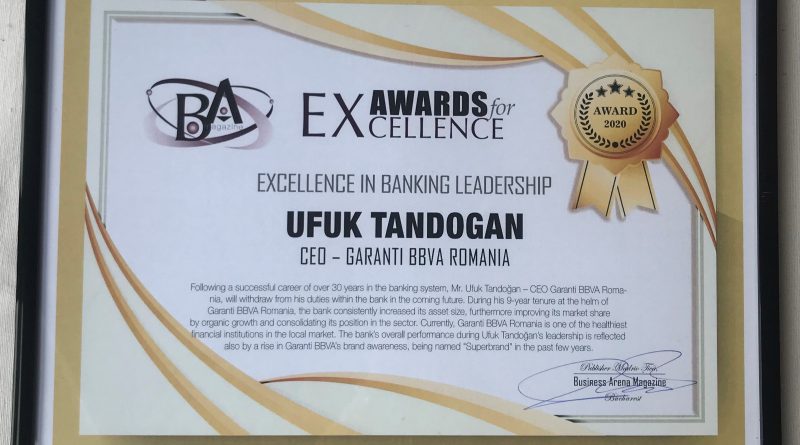 BA
magazine
AWARDS for
EXCELLENCE
AWARD
2020
EXCELLENCE IN BANKING LEADERSHIP
UFUK TANDOGAN
CEO – GARANTI BBVA ROMANIA
Following a successful career of over 30 years in the banking system, Mr. Ufuk Tandoğan – CEO Garanti BBVA Roma-
nia, will withdraw from his duties within the bank in the coming future. During his 9-year tenure at the helm of
Garanti BBVA Romania, the bank consistently increased its asset size, furthermore improving its market share
by organic growth and consolidating its position in the sector. Currently, Garanti BBVA Romania is one of the healthiest
financial institutions in the local market. The bank's overall performance during Ufuk Tandoğan's leadership is reflected
also by a rise in Garanti BBVA's brand awareness, being named “Superbrand” in the past few years.
Publisher
Business Arena Magazine
Bucharest